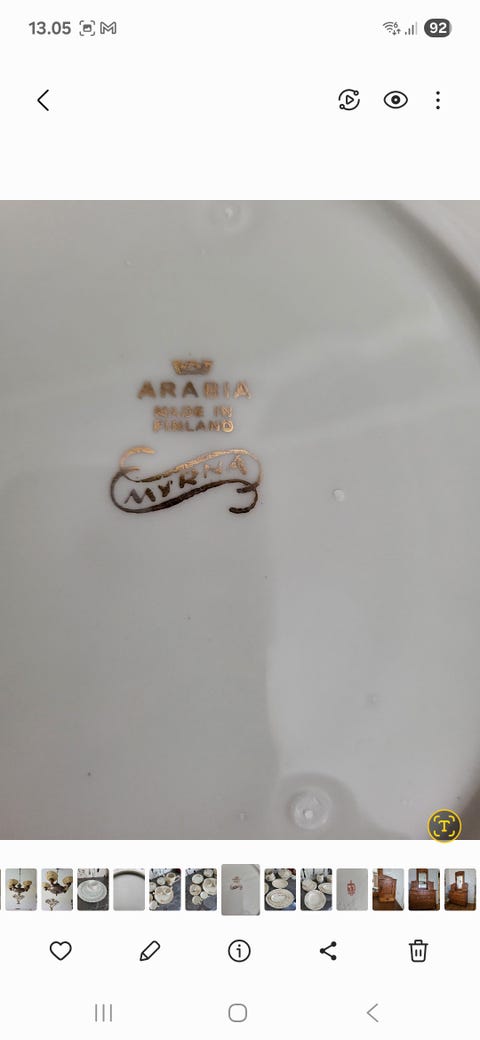 13.05
92
ARABIA
MADE IN
FINLAND
MYRNA
T